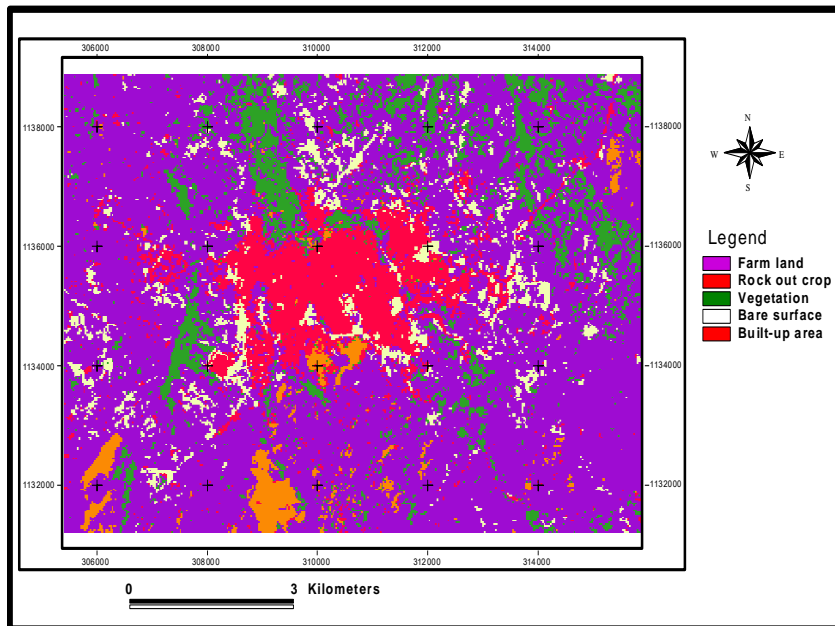 306000 308000 310000 312000 314000
1138000 1138000
N
W E
S
1136000 1136000
Legend
Farm land
Rock out crop
Vegetation
Bare surface
Built-up area
1134000 1134000
1132000 1132000
306000 308000 310000 312000 314000
0 3 Kilometers